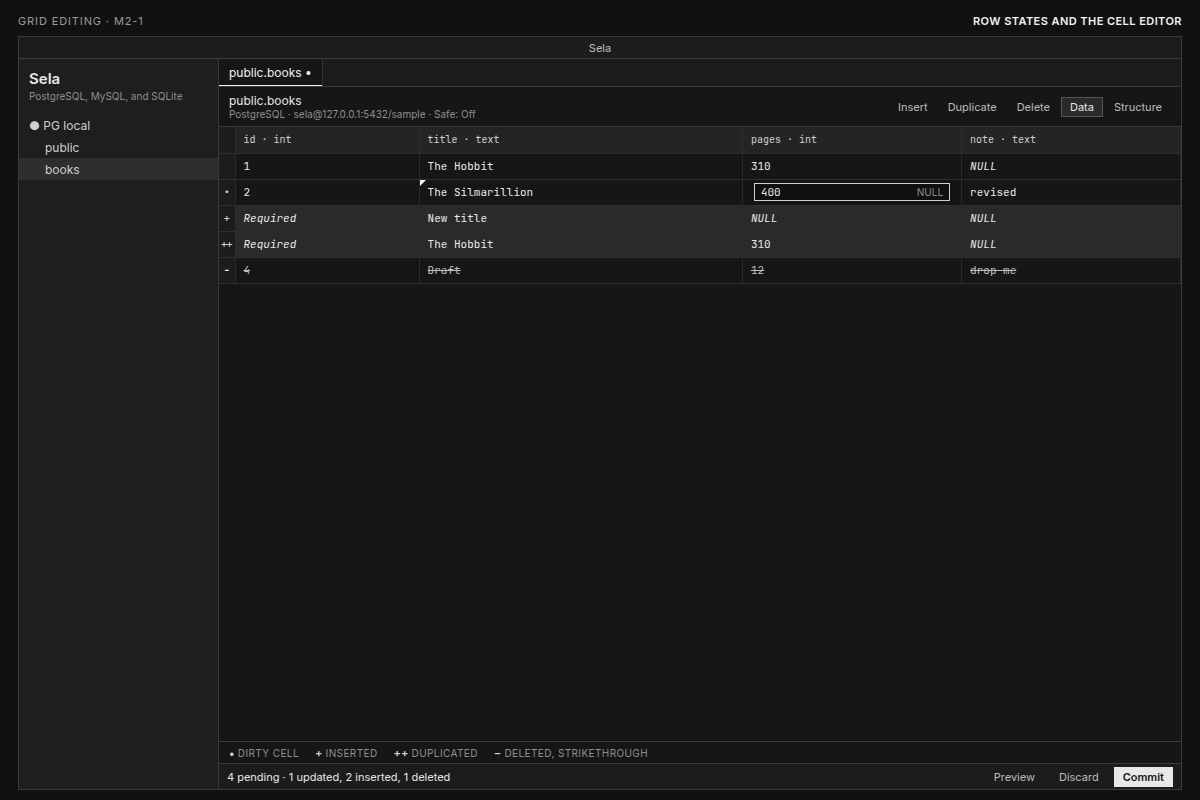 GRID EDITING · M2-1
ROW STATES AND THE CELL EDITOR
Sela
Sela
PostgreSQL, MySQL, and SQLite
PG local
public
books
public.books •
public.books
PostgreSQL · sela@127.0.0.1:5432/sample · Safe: Off
Insert Duplicate Delete Data Structure
id · int title · text pages · int note · text
1 The Hobbit 310 NULL
• 2 The Silmarillion 400 NULL revised
+ Required New title NULL NULL
++ Required The Hobbit 310 NULL
− 4 Draft 12 drop me
• DIRTY CELL + INSERTED ++ DUPLICATED − DELETED, STRIKETHROUGH
4 pending · 1 updated, 2 inserted, 1 deleted
Preview Discard Commit